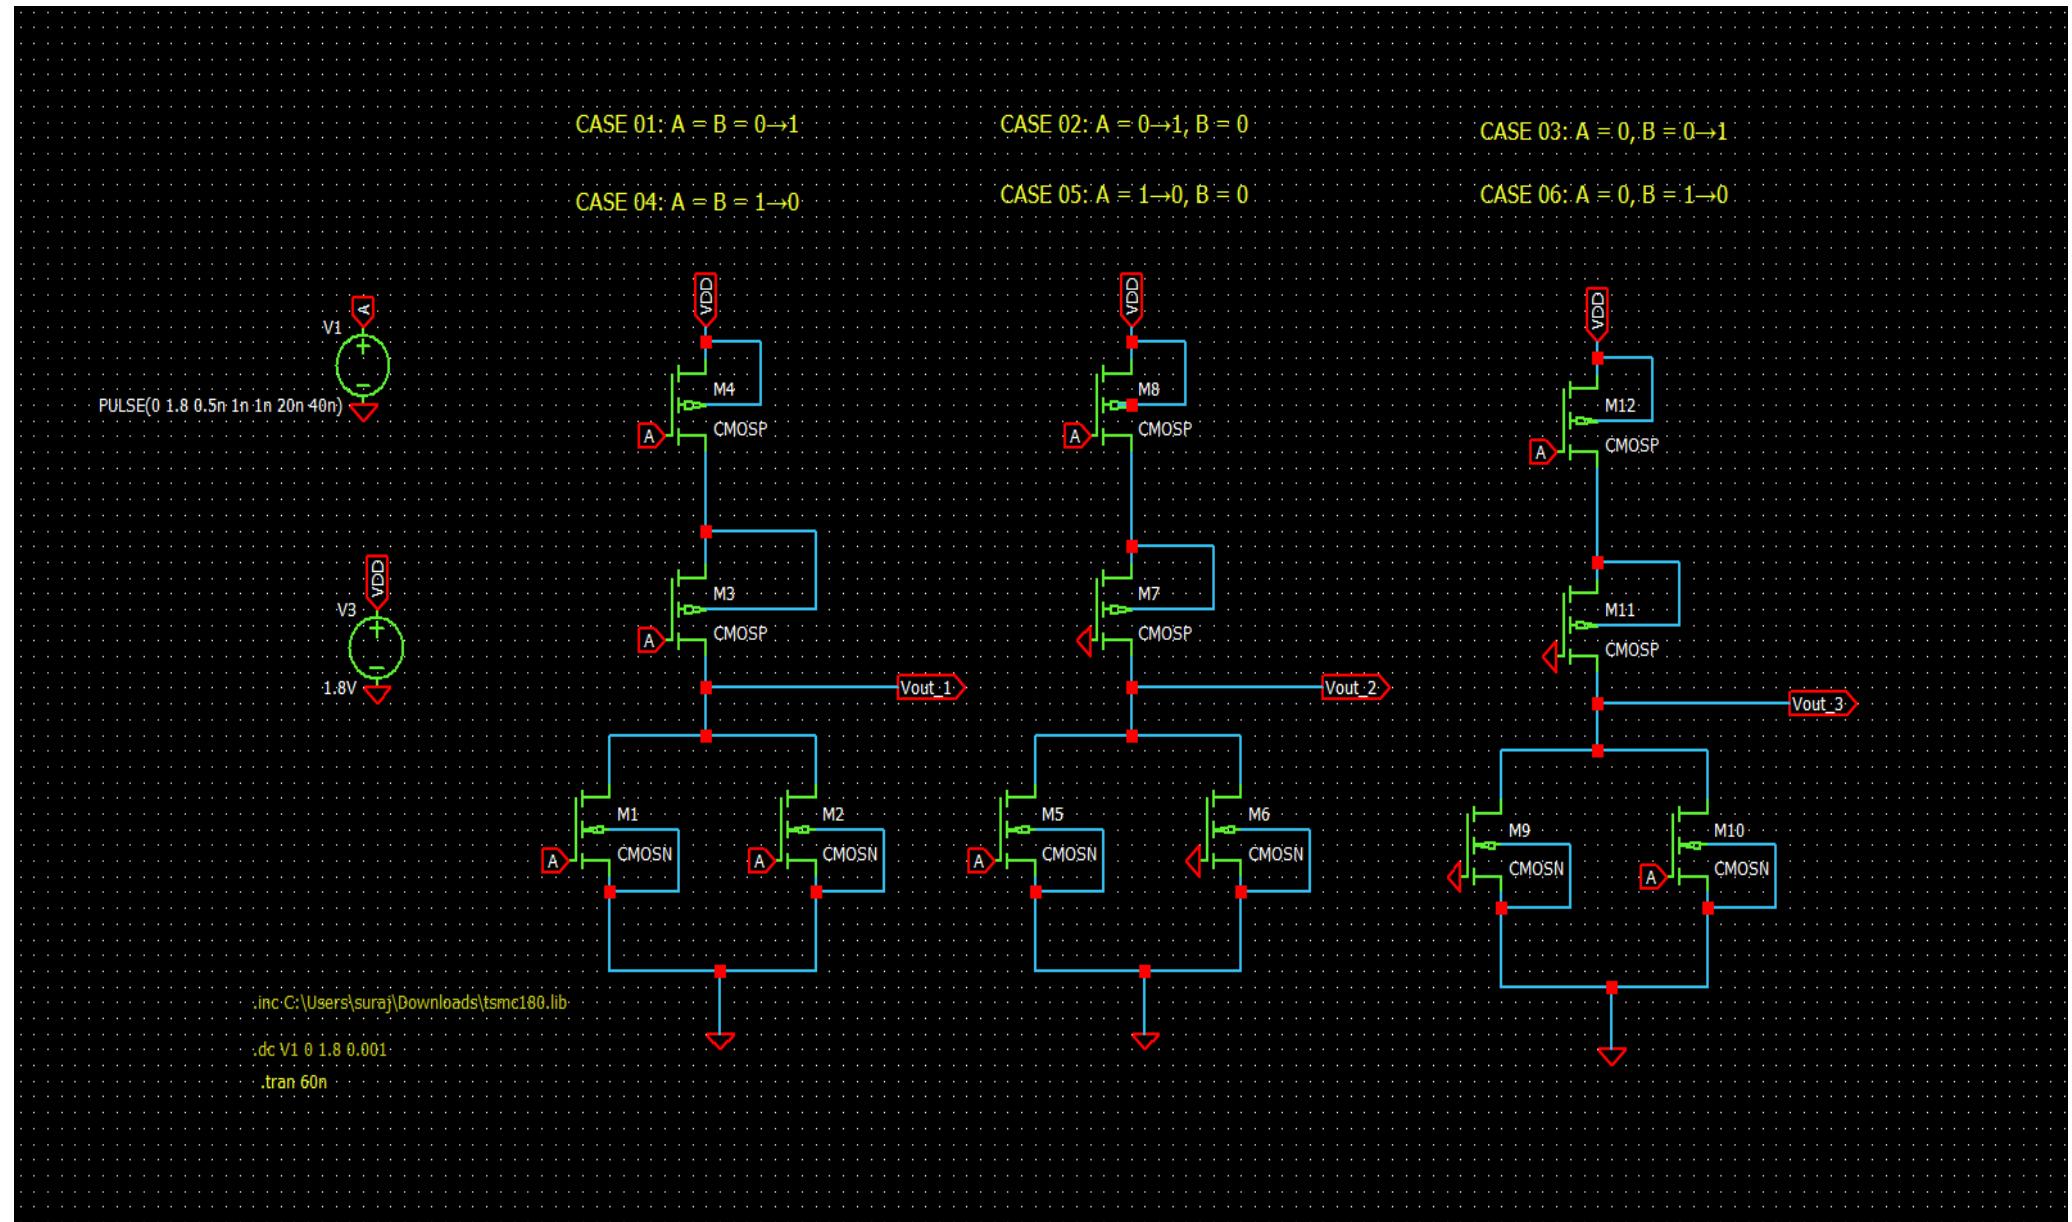 CASE 01: A = B = 0→1
CASE 02: A = 0→1, B = 0
CASE 03: A = 0, B = 0→1
CASE 04: A = B = 1→0
CASE 05: A = 1→0, B = 0
CASE 06: A = 0, B = 1→0
A
V1
PULSE(0 1.8 0.5n 1n 1n 20n 40n)
VDD
V3
1.8V
VDD
M4
CMOSP
A
M3
CMOSP
A
Vout_1
M1
CMOSN
A
M2
CMOSN
A
VDD
M8
CMOSP
A
M7
CMOSP
Vout_2
M5
CMOSN
A
M6
CMOSN
VDD
M12
CMOSP
A
M11
CMOSP
Vout_3
M9
CMOSN
M10
CMOSN
A
.inc C:\Users\suraj\Downloads\tsmc180.lib
.dc V1 0 1.8 0.001
.tran 60n